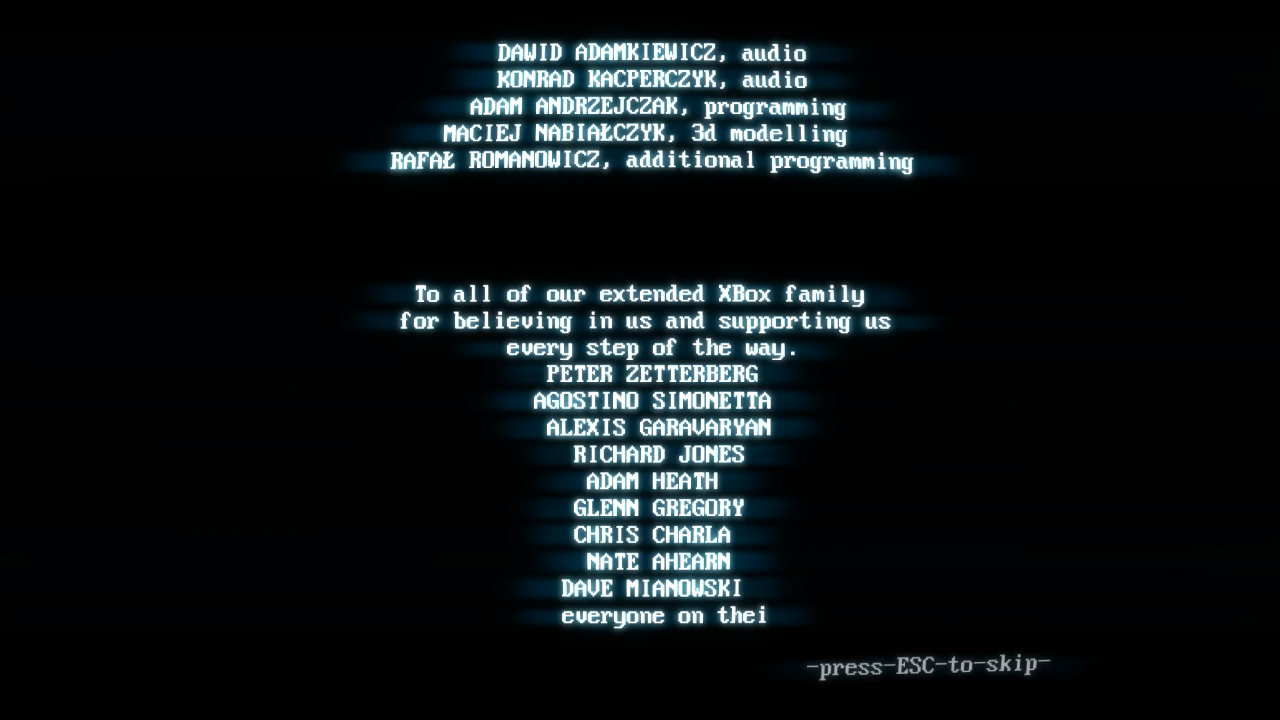 DAWID ADAMKIEWICZ, audio
KONRAD KACPERCZYK, audio
ADAM ANDRZEJCZAK, programming
MACIEJ NABIAŁCZYK, 3d modelling
RAFAŁ ROMANOWICZ, additional programming
To all of our extended XBox family
for believing in us and supporting us
every step of the way.
PETER ZETTERBERG
AGOSTINO SIMONETTA
ALEXIS GARAVARYAN
RICHARD JONES
ADAM HEATH
GLENN GREGORY
CHRIS CHARLA
NATE AHEARN
DAVE MIANOWSKI
everyone on thei
-press-ESC-to-skip-